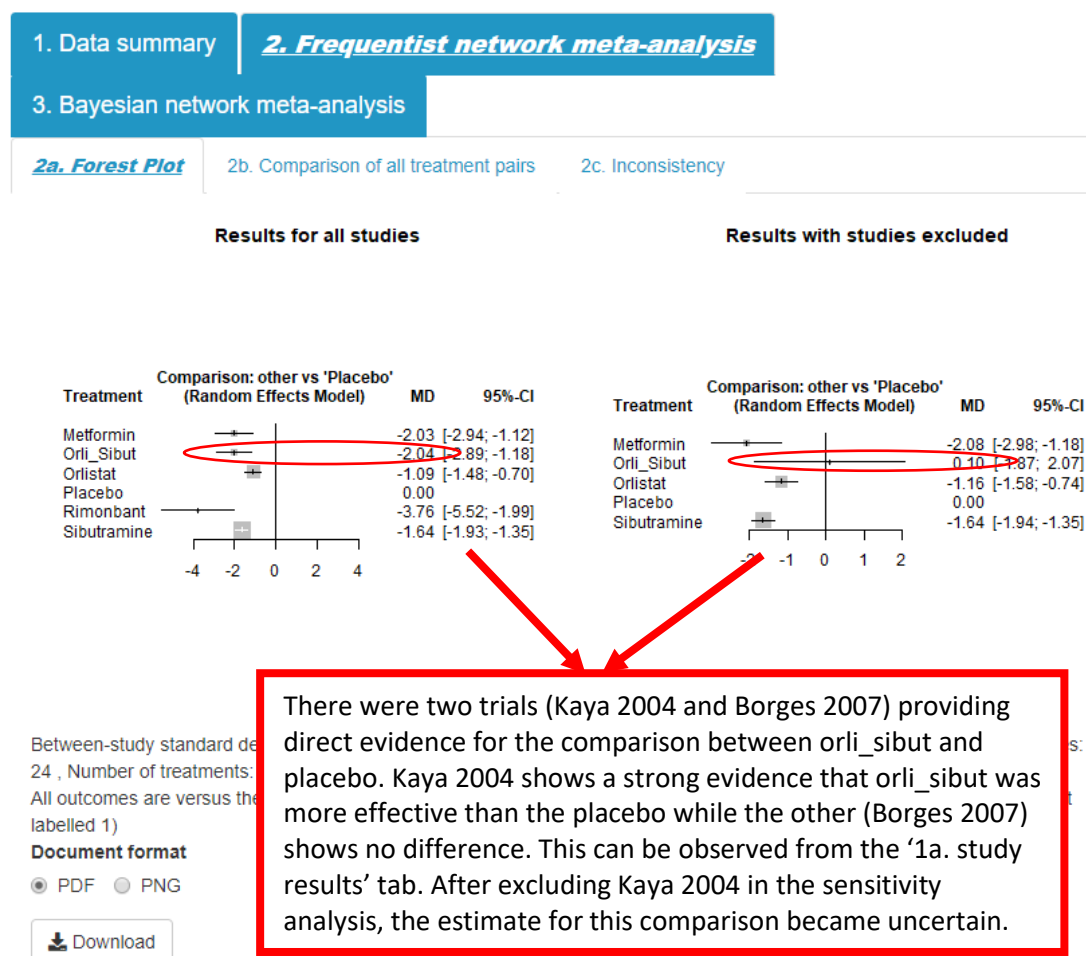 1. Data summary
2. Frequentist network meta-analysis
3. Bayesian network meta-analysis
2a. Forest Plot
2b. Comparison of all treatment pairs
2c. Inconsistency
Results for all studies
Results with studies excluded
Comparison: other vs 'Placebo'
Treatment (Random Effects Model) MD 95%-CI
Metformin -2.03 [-2.94; -1.12]
Orli_Sibut -2.04 [-2.89; -1.18]
Orlistat -1.09 [-1.48; -0.70]
Placebo 0.00
Rimonbant -3.76 [-5.52; -1.99]
Sibutramine -1.64 [-1.93; -1.35]
-4 -2 0 2 4
Comparison: other vs 'Placebo'
Treatment (Random Effects Model) MD 95%-CI
Metformin -2.08 [-2.98; -1.18]
Orli_Sibut 0.10 [-1.87; 2.07]
Orlistat -1.16 [-1.58; -0.74]
Placebo 0.00
Sibutramine -1.64 [-1.94; -1.35]
-2 -1 0 1 2
There were two trials (Kaya 2004 and Borges 2007) providing
direct evidence for the comparison between orli_sibut and
placebo. Kaya 2004 shows a strong evidence that orli_sibut was
more effective than the placebo while the other (Borges 2007)
shows no difference. This can be observed from the ‘1a. study
results’ tab. After excluding Kaya 2004 in the sensitivity
analysis, the estimate for this comparison became uncertain.
Between-study standard de
24 , Number of treatments:
All outcomes are versus the
labelled 1)
Document format
PDF PNG
Download